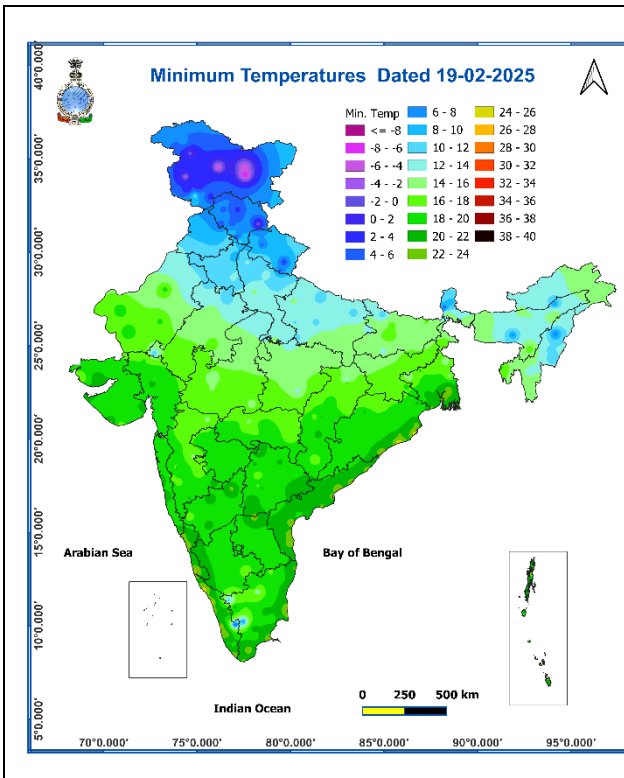 Minimum Temperatures Dated 19-02-2025
Min. Temp
<= -8
-8 - -6
-6 - -4
-4 - -2
-2 - 0
0 - 2
2 - 4
4 - 6
6 - 8
8 - 10
10 - 12
12 - 14
14 - 16
16 - 18
18 - 20
20 - 22
22 - 24
24 - 26
26 - 28
28 - 30
30 - 32
32 - 34
34 - 36
36 - 38
38 - 40
40°0.000'
35°0.000'
30°0.000'
25°0.000'
20°0.000'
15°0.000'
10°0.000'
5°0.000'
Arabian Sea
Bay of Bengal
Indian Ocean
0 250 500 km
70°0.000' 75°0.000' 80°0.000' 85°0.000' 90°0.000' 95°0.000'